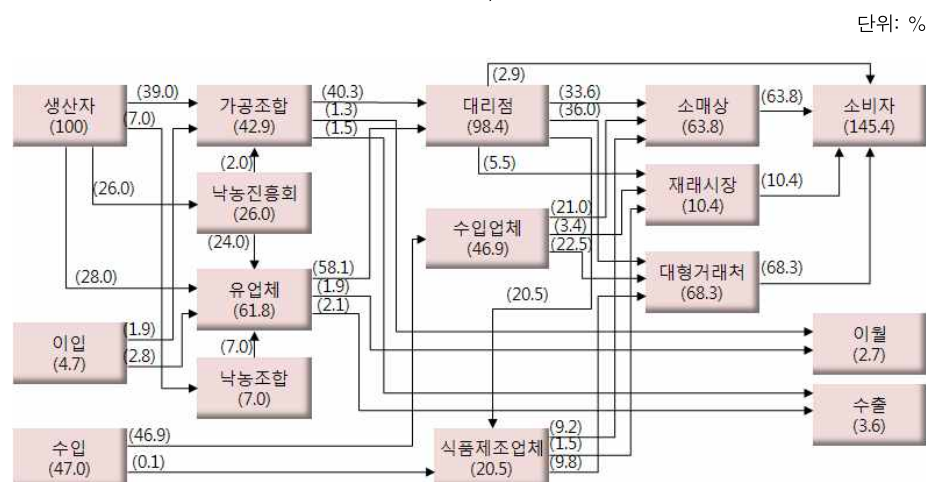 단위: %
(2.9)
생산자
(100)
(39.0)
(7.0)
가공조합
(42.9)
(40.3)
(1.3)
(1.5)
대리점
(98.4)
(33.6)
(36.0)
소매상
(63.8)
(63.8)
소비자
(145.4)
(2.0)
(5.5)
(26.0)
낙농진흥회
(26.0)
재래시장
(10.4)
(10.4)
(24.0)
수입업체
(46.9)
(21.0)
(3.4)
(22.5)
(28.0)
유업체
(61.8)
(58.1)
(1.9)
(2.1)
대형거래처
(68.3)
(68.3)
(20.5)
이입
(4.7)
(1.9)
(2.8)
(7.0)
이월
(2.7)
낙농조합
(7.0)
수출
(3.6)
수입
(47.0)
(46.9)
(0.1)
식품제조업체
(20.5)
(9.2)
(1.5)
(9.8)